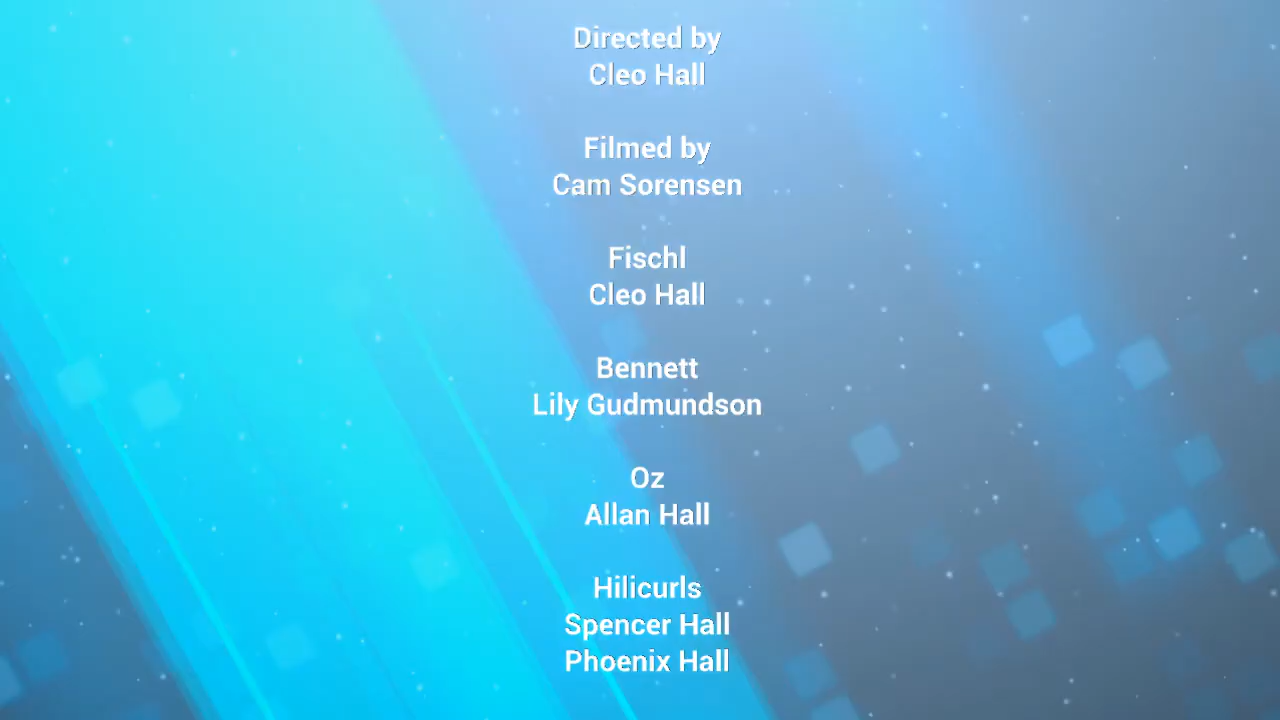 Directed by
Cleo Hall
Filmed by
Cam Sorensen
Fischl
Cleo Hall
Bennett
Lily Gudmundson
Oz
Allan Hall
Hilicurls
Spencer Hall
Phoenix Hall